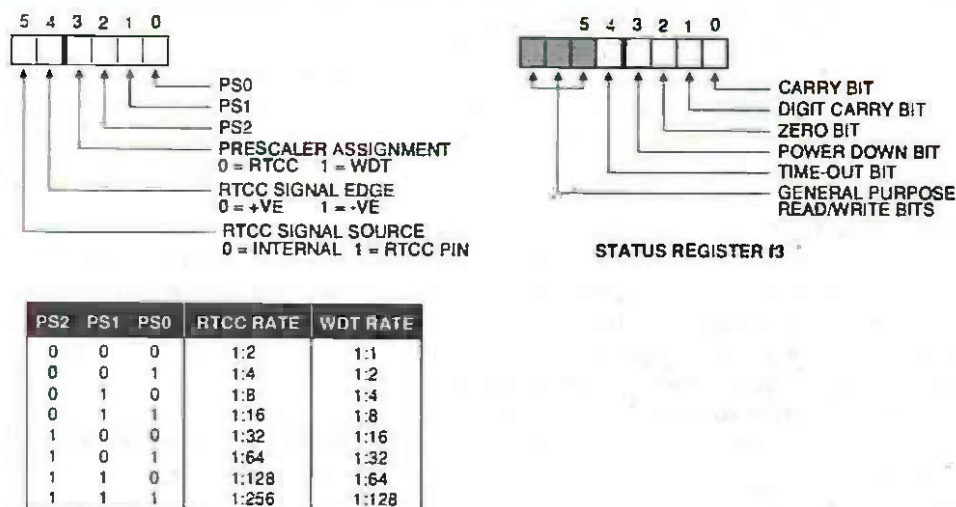 5 4 3 2 1 0
PS0
PS1
PS2
PRESCALER ASSIGNMENT
0 = RTCC 1 = WDT
RTCC SIGNAL EDGE
0 = +VE 1 = -VE
RTCC SIGNAL SOURCE
0 = INTERNAL 1 = RTCC PIN
5 4 3 2 1 0
CARRY BIT
DIGIT CARRY BIT
ZERO BIT
POWER DOWN BIT
TIME-OUT BIT
GENERAL PURPOSE
READ/WRITE BITS
STATUS REGISTER f3
PS2 PS1 PS0 RTCC RATE WDT RATE
0 0 0 1:2 1:1
0 0 1 1:4 1:2
0 1 0 1:8 1:4
0 1 1 1:16 1:8
1 0 0 1:32 1:16
1 0 1 1:64 1:32
1 1 0 1:128 1:64
1 1 1 1:256 1:128